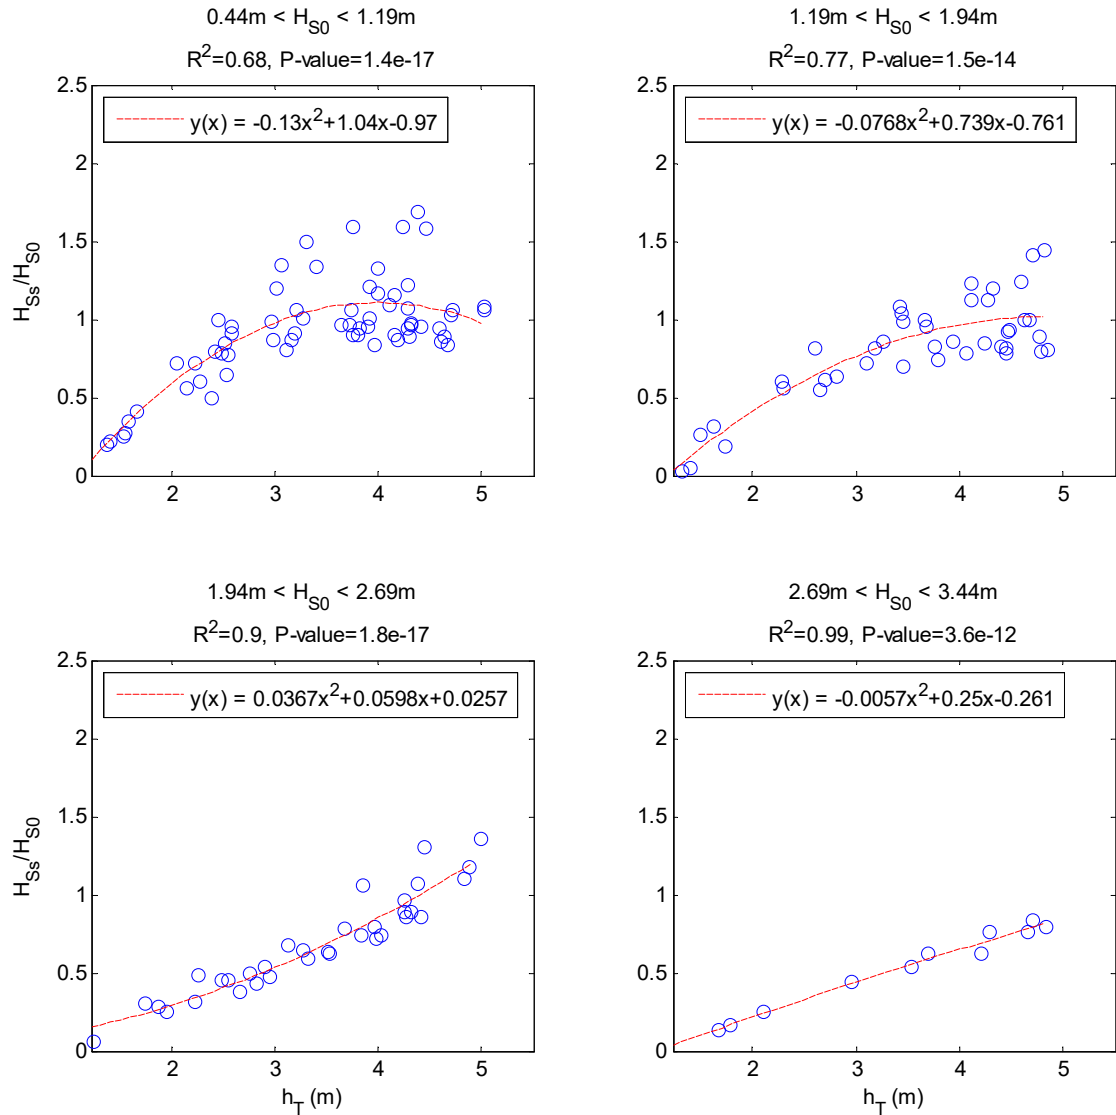 0.44m < H_S0 < 1.19m
R²=0.68, P-value=1.4e-17
y(x) = -0.13x²+1.04x-0.97
2.5
2
1.5
1
0.5
0
2 3 4 5
H_Ss/H_S0
1.19m < H_S0 < 1.94m
R²=0.77, P-value=1.5e-14
y(x) = -0.0768x²+0.739x-0.761
2.5
2
1.5
1
0.5
0
2 3 4 5
1.94m < H_S0 < 2.69m
R²=0.9, P-value=1.8e-17
y(x) = 0.0367x²+0.0598x+0.0257
2.5
2
1.5
1
0.5
0
2 3 4 5
H_Ss/H_S0
h_T (m)
2.69m < H_S0 < 3.44m
R²=0.99, P-value=3.6e-12
y(x) = -0.0057x²+0.25x-0.261
2.5
2
1.5
1
0.5
0
2 3 4 5
h_T (m)